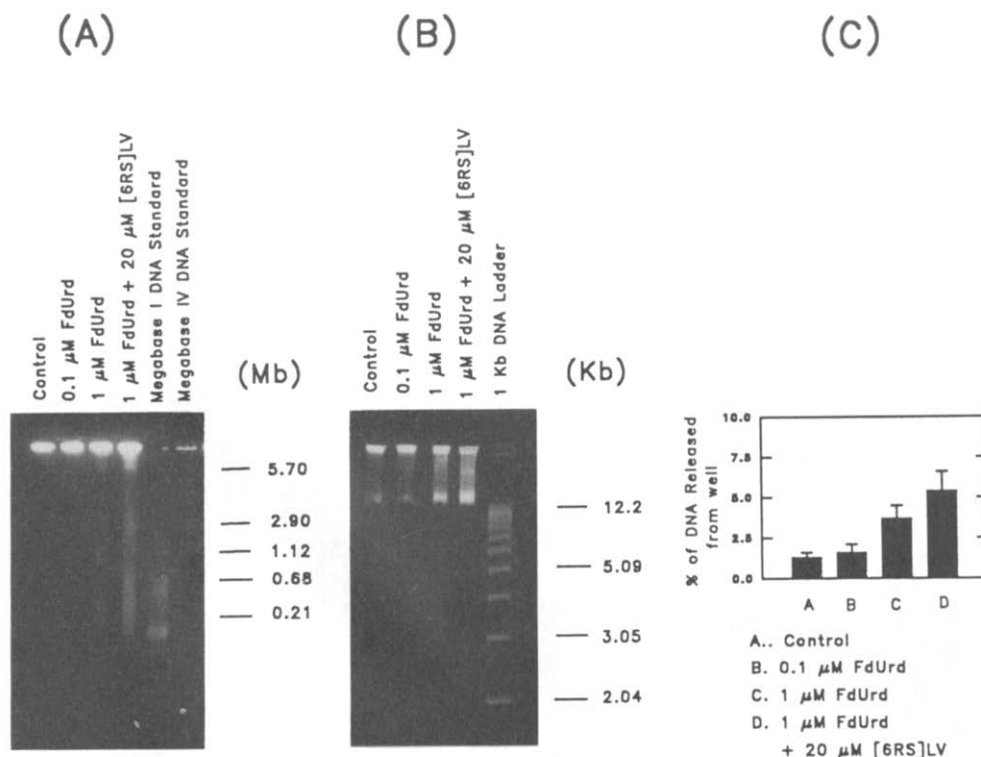 (A)
Control
0.1 μM FdUrd
1 μM FdUrd
1 μM FdUrd + 20 μM [6RS]LV
Megabase I DNA Standard
Megabase IV DNA Standard
(Mb)
5.70
2.90
1.12
0.68
0.21
(B)
Control
0.1 μM FdUrd
1 μM FdUrd
1 μM FdUrd + 20 μM [6RS]LV
1 Kb DNA Ladder
(Kb)
12.2
5.09
3.05
2.04
(C)
% of DNA Released
from well
10.0
7.5
5.0
2.5
0.0
A B C D
A.. Control
B. 0.1 μM FdUrd
C. 1 μM FdUrd
D. 1 μM FdUrd
+ 20 μM [6RS]LV